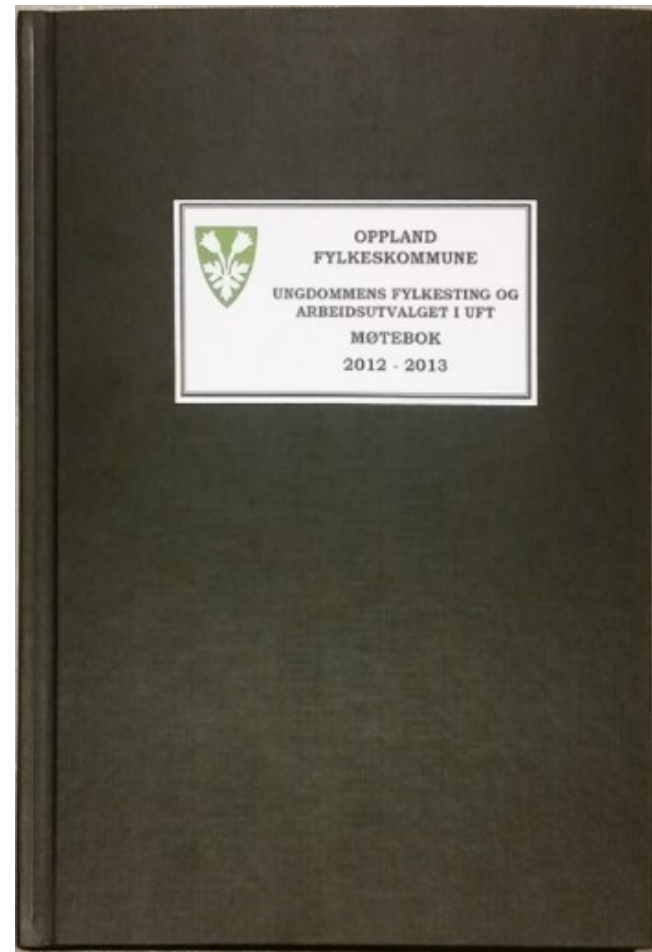 OPPLAND
FYLKESKOMMUNE
UNGDOMMENS FYLKESTING OG
ARBEIDSUTVALGET I UFT
MØTEBOK
2012 - 2013